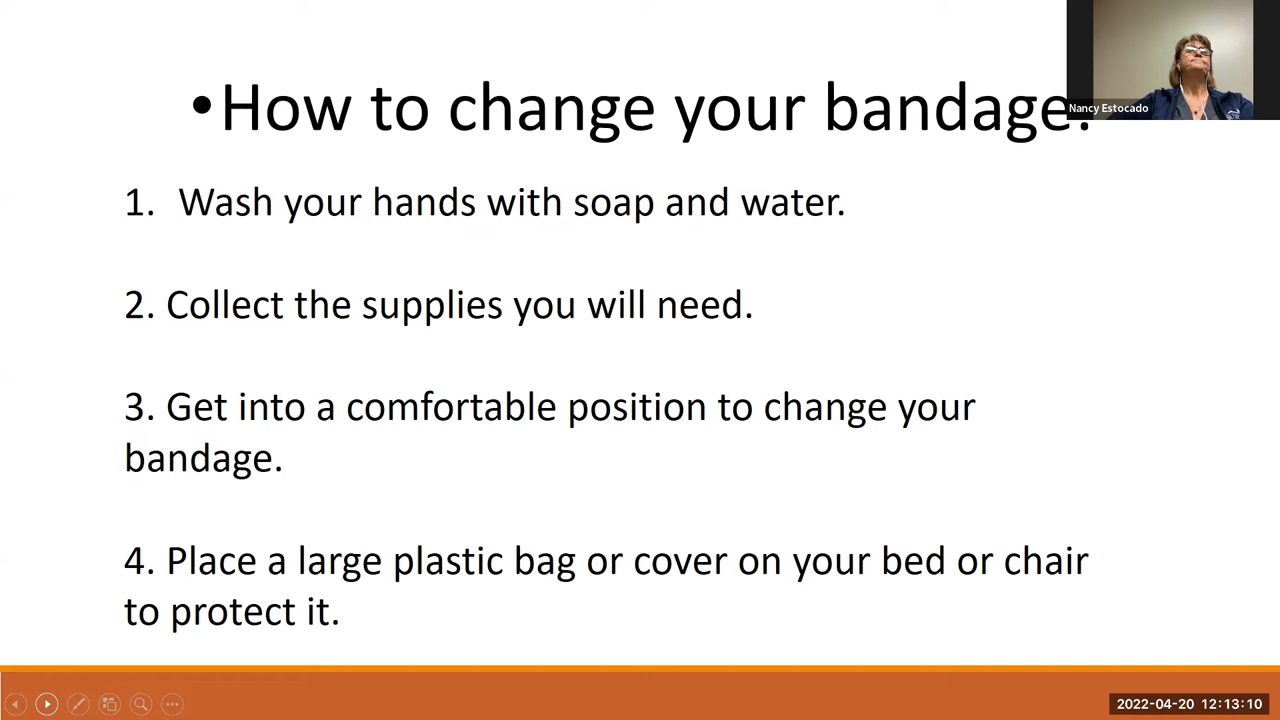 •How to change your bandage.
Nancy Estocado
1. Wash your hands with soap and water.
2. Collect the supplies you will need.
3. Get into a comfortable position to change your
bandage.
4. Place a large plastic bag or cover on your bed or chair
to protect it.
2022-04-20 12:13:10